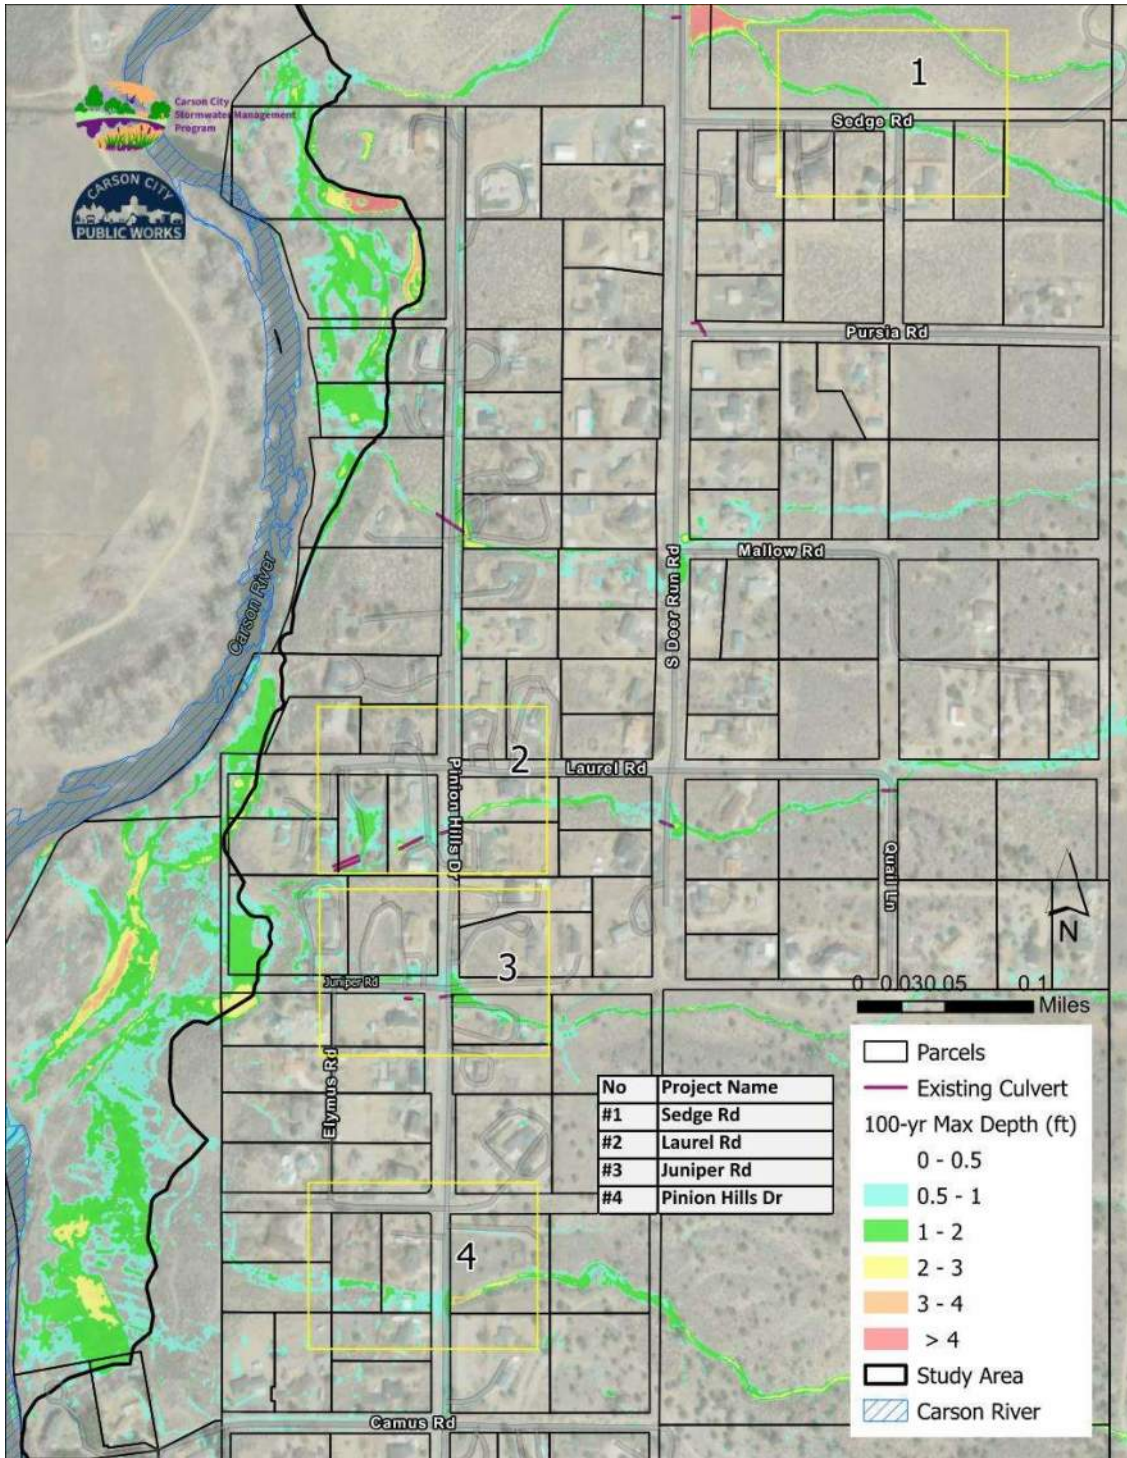 1
Sedge Rd
Carson City
Stormwater Management
Program
CARSON CITY
PUBLIC WORKS
Pursia Rd
Mallow Rd
S Deer Run Rd
Carson River
2
Laurel Rd
Pinion Hills Dr
Quail Ln
N
3
Juniper Rd
0 0.030.05 0.1
Miles
Elymus Rd
No Project Name
#1 Sedge Rd
#2 Laurel Rd
#3 Juniper Rd
#4 Pinion Hills Dr
Parcels
Existing Culvert
100-yr Max Depth (ft)
0 - 0.5
0.5 - 1
1 - 2
2 - 3
3 - 4
> 4
Study Area
Carson River
4
Camus Rd